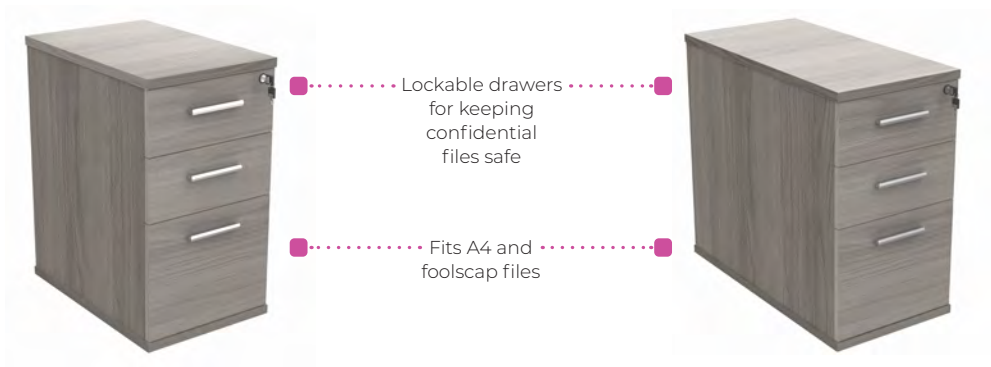 Lockable drawers
for keeping
confidential
files safe
Fits A4 and
foolscap files